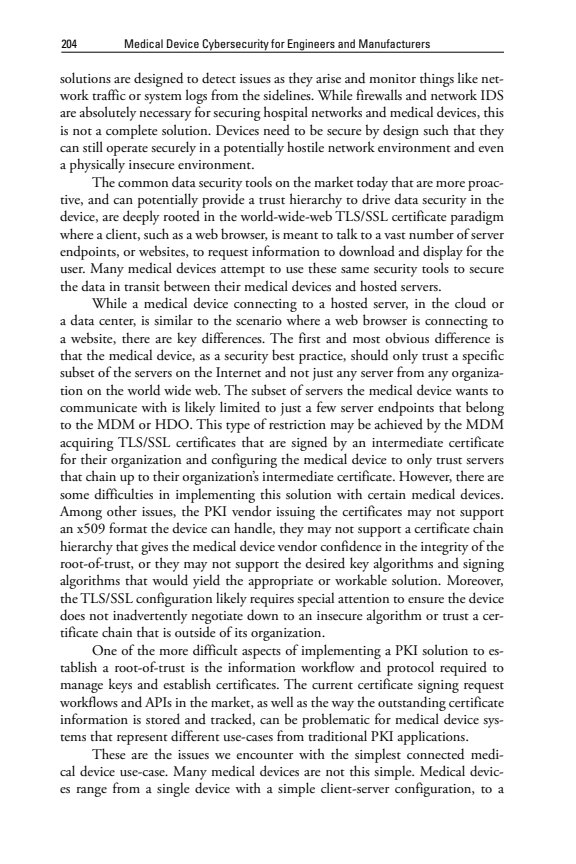 204 Medical Device Cybersecurity for Engineers and Manufacturers
solutions are designed to detect issues as they arise and monitor things like net-
work traffic or system logs from the sidelines. While firewalls and network IDS
are absolutely necessary for securing hospital networks and medical devices, this
is not a complete solution. Devices need to be secure by design such that they
can still operate securely in a potentially hostile network environment and even
a physically insecure environment.
The common data security tools on the market today that are more proac-
tive, and can potentially provide a trust hierarchy to drive data security in the
device, are deeply rooted in the world-wide-web TLS/SSL certificate paradigm
where a client, such as a web browser, is meant to talk to a vast number of server
endpoints, or websites, to request information to download and display for the
user. Many medical devices attempt to use these same security tools to secure
the data in transit between their medical devices and hosted servers.
While a medical device connecting to a hosted server, in the cloud or
a data center, is similar to the scenario where a web browser is connecting to
a website, there are key differences. The first and most obvious difference is
that the medical device, as a security best practice, should only trust a specific
subset of the servers on the Internet and not just any server from any organiza-
tion on the world wide web. The subset of servers the medical device wants to
communicate with is likely limited to just a few server endpoints that belong
to the MDM or HDO. This type of restriction may be achieved by the MDM
acquiring TLS/SSL certificates that are signed by an intermediate certificate
for their organization and configuring the medical device to only trust servers
that chain up to their organization's intermediate certificate. However, there are
some difficulties in implementing this solution with certain medical devices.
Among other issues, the PKI vendor issuing the certificates may not support
an x509 format the device can handle, they may not support a certificate chain
hierarchy that gives the medical device vendor confidence in the integrity of the
root-of-trust, or they may not support the desired key algorithms and signing
algorithms that would yield the appropriate or workable solution. Moreover,
the TLS/SSL configuration likely requires special attention to ensure the device
does not inadvertently negotiate down to an insecure algorithm or trust a cer-
tificate chain that is outside of its organization.
One of the more difficult aspects of implementing a PKI solution to es-
tablish a root-of-trust is the information workflow and protocol required to
manage keys and establish certificates. The current certificate signing request
workflows and APIs in the market, as well as the way the outstanding certificate
information is stored and tracked, can be problematic for medical device sys-
tems that represent different use-cases from traditional PKI applications.
These are the issues we encounter with the simplest connected medi-
cal device use-case. Many medical devices are not this simple. Medical devic-
es range from a single device with a simple client-server configuration, to a